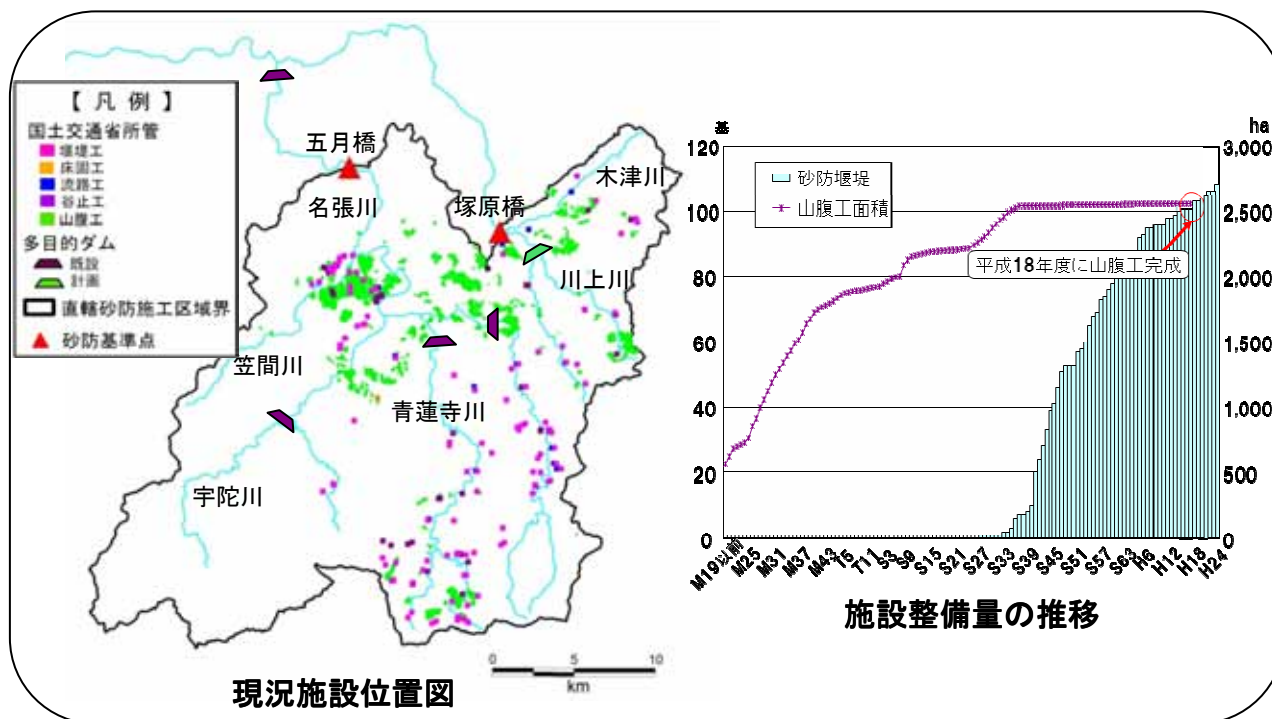 【 凡 例 】
国土交通省所管
堰堤工
床固工
流路工
谷止工
山腹工
多目的ダム
既設
計画
直轄砂防施工区域界
砂防基準点
五月橋
名張川
塚原橋
木津川
川上川
笠間川
青蓮寺川
宇陀川
0 5 10
km
現況施設位置図
基
ha
120
100
80
60
40
20
0
3,000
2,500
2,000
1,500
1,000
500
0
砂防堰堤
山腹工面積
平成18年度に山腹工完成
M19以前
M25
M31
M37
M43
T5
T11
S3
S9
S15
S21
S27
S33
S39
S45
S51
S57
S63
H6
H12
H18
H24
施設整備量の推移